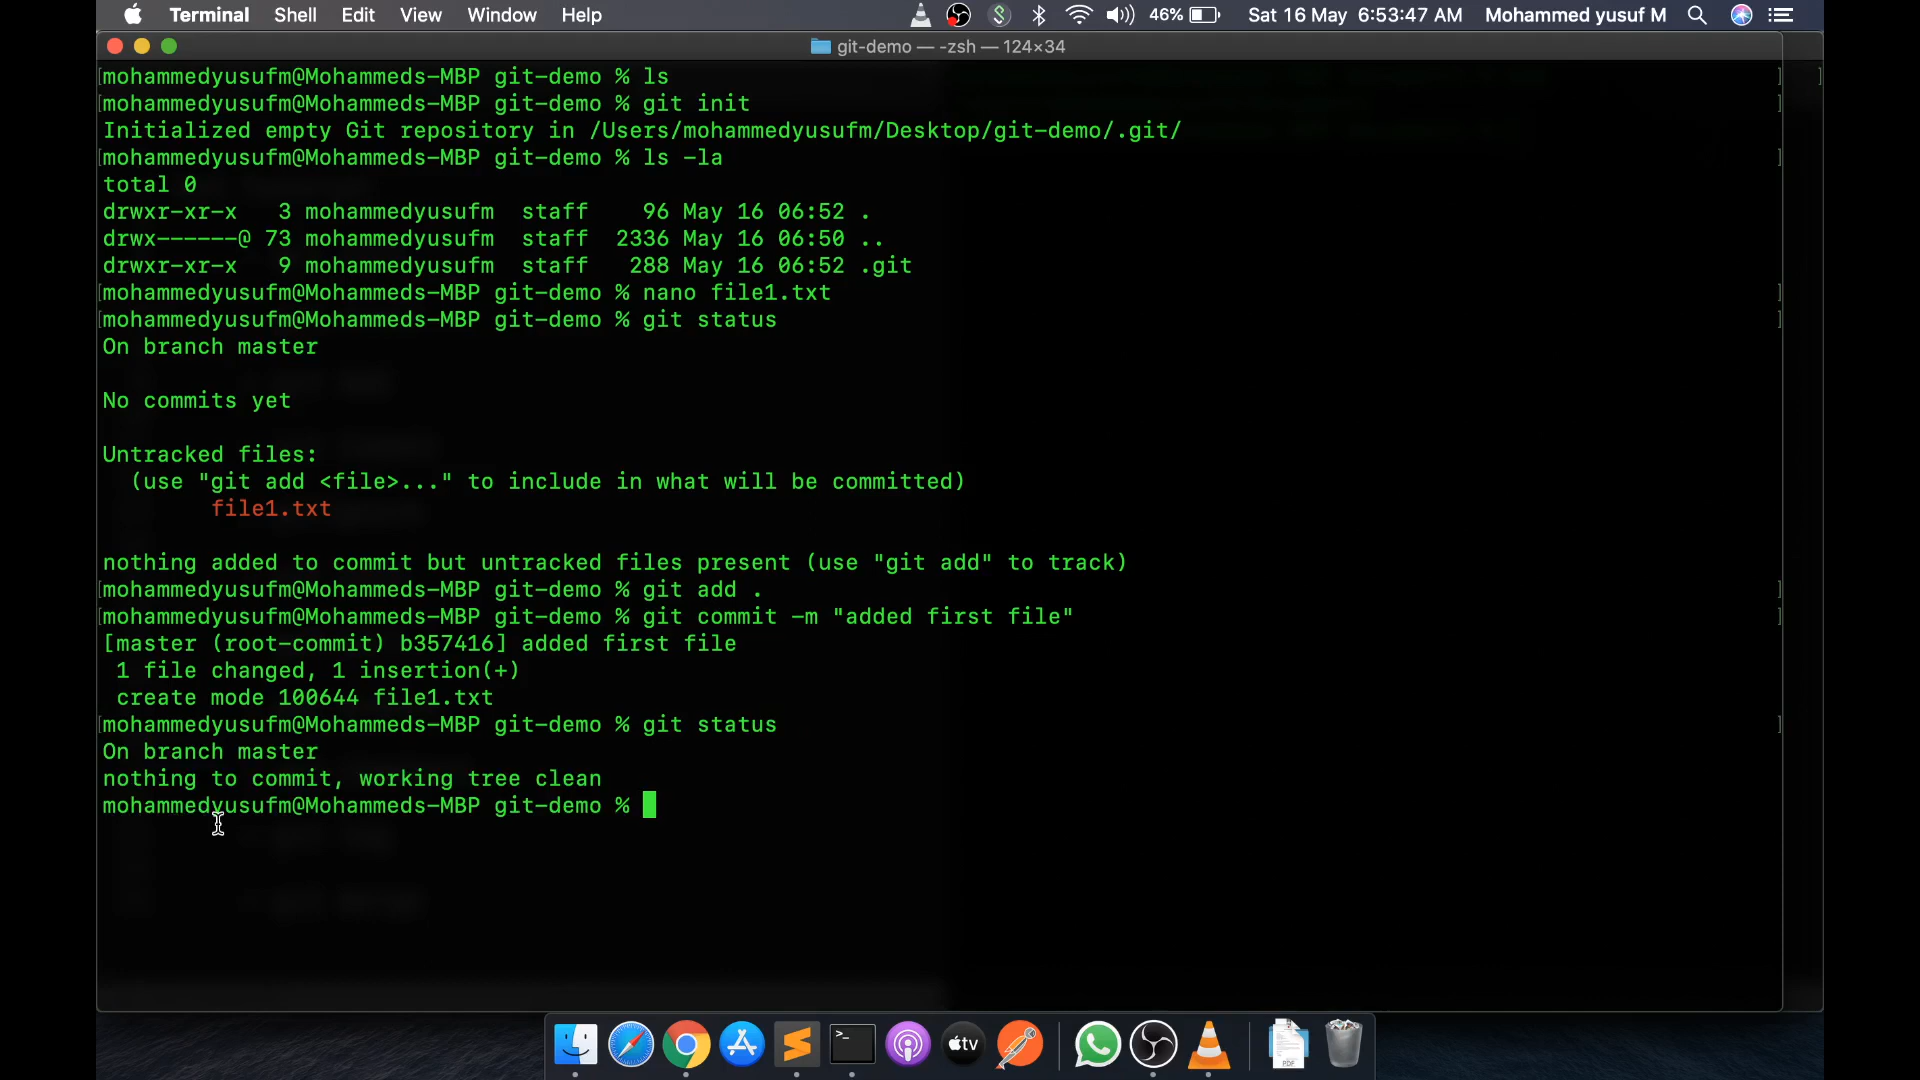 Terminal Shell Edit View Window Help 46% Sat 16 May 6:53:47 AM Mohammed yusuf M
git-demo — -zsh — 124×34
mohammedyusufm@Mohammeds-MBP git-demo % ls
mohammedyusufm@Mohammeds-MBP git-demo % git init
Initialized empty Git repository in /Users/mohammedyusufm/Desktop/git-demo/.git/
mohammedyusufm@Mohammeds-MBP git-demo % ls -la
total 0
drwxr-xr-x   3 mohammedyusufm  staff    96 May 16 06:52 .
drwx------@ 73 mohammedyusufm  staff  2336 May 16 06:50 ..
drwxr-xr-x   9 mohammedyusufm  staff   288 May 16 06:52 .git
mohammedyusufm@Mohammeds-MBP git-demo % nano file1.txt
mohammedyusufm@Mohammeds-MBP git-demo % git status
On branch master
No commits yet
Untracked files:
  (use "git add <file>..." to include in what will be committed)
        file1.txt
nothing added to commit but untracked files present (use "git add" to track)
mohammedyusufm@Mohammeds-MBP git-demo % git add .
mohammedyusufm@Mohammeds-MBP git-demo % git commit -m "added first file"
[master (root-commit) b357416] added first file
 1 file changed, 1 insertion(+)
 create mode 100644 file1.txt
mohammedyusufm@Mohammeds-MBP git-demo % git status
On branch master
nothing to commit, working tree clean
mohammedyusufm@Mohammeds-MBP git-demo %
tv
PDF